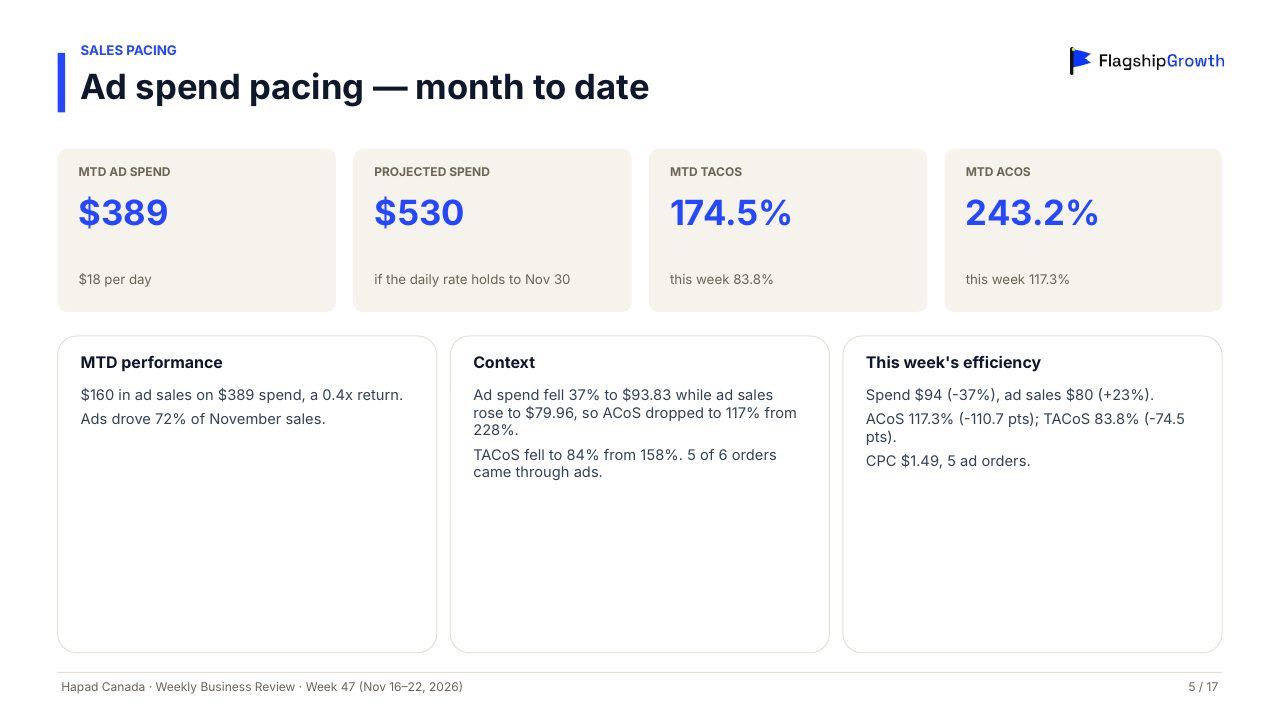 SALES PACING
Ad spend pacing — month to date
FlagshipGrowth
MTD AD SPEND
$389
$18 per day
PROJECTED SPEND
$530
if the daily rate holds to Nov 30
MTD TACOS
174.5%
this week 83.8%
MTD ACOS
243.2%
this week 117.3%
MTD performance
$160 in ad sales on $389 spend, a 0.4x return.
Ads drove 72% of November sales.
Context
Ad spend fell 37% to $93.83 while ad sales
rose to $79.96, so ACoS dropped to 117% from
228%.
TACoS fell to 84% from 158%. 5 of 6 orders
came through ads.
This week's efficiency
Spend $94 (-37%), ad sales $80 (+23%).
ACoS 117.3% (-110.7 pts); TACoS 83.8% (-74.5
pts).
CPC $1.49, 5 ad orders.
Hapad Canada · Weekly Business Review · Week 47 (Nov 16–22, 2026)
5 / 17